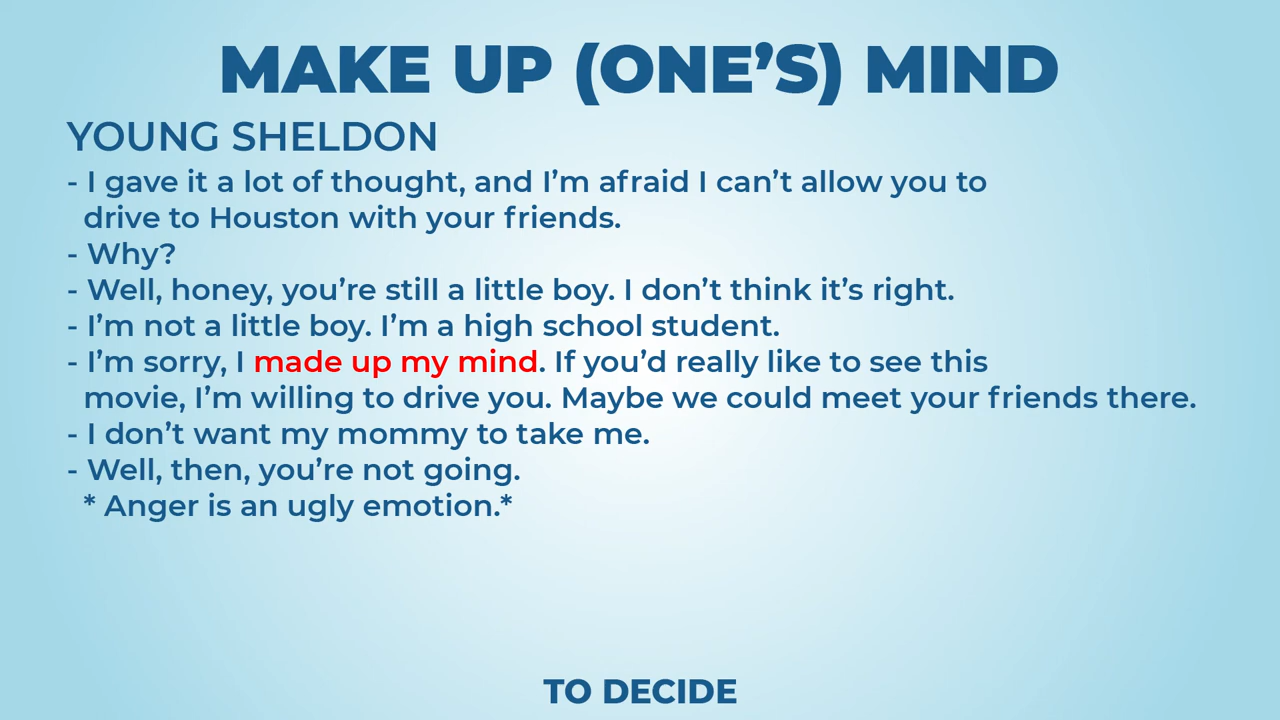 MAKE UP (ONE’S) MIND
YOUNG SHELDON
- I gave it a lot of thought, and I’m afraid I can’t allow you to
drive to Houston with your friends.
- Why?
- Well, honey, you’re still a little boy. I don’t think it’s right.
- I’m not a little boy. I’m a high school student.
- I’m sorry, I made up my mind. If you’d really like to see this
movie, I’m willing to drive you. Maybe we could meet your friends there.
- I don’t want my mommy to take me.
- Well, then, you’re not going.
* Anger is an ugly emotion.*
TO DECIDE